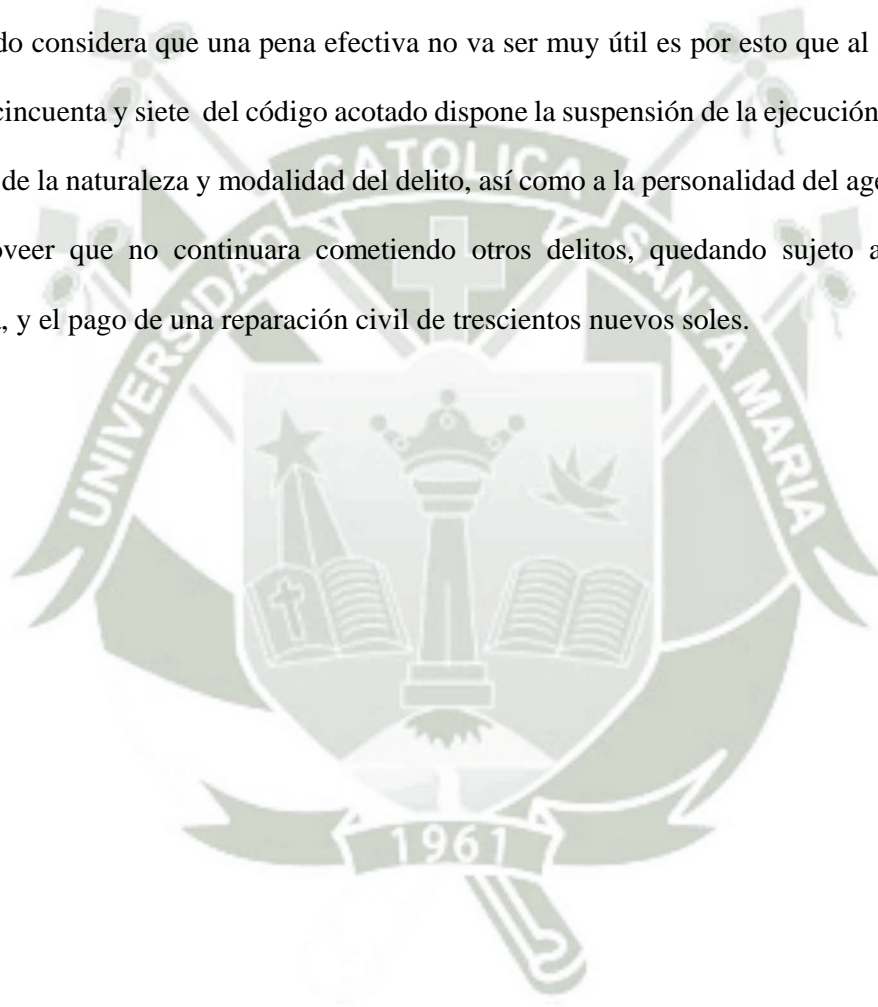 do considera que una pena efectiva no va ser muy útil es por esto que al
cincuenta y siete del código acotado dispone la suspensión de la ejecución
de la naturaleza y modalidad del delito, así como a la personalidad del age
oveer que no continuara cometiendo otros delitos, quedando sujeto a
, y el pago de una reparación civil de trescientos nuevos soles.
UNIVERSIDAD CATOLICA SANTA MARIA
1961